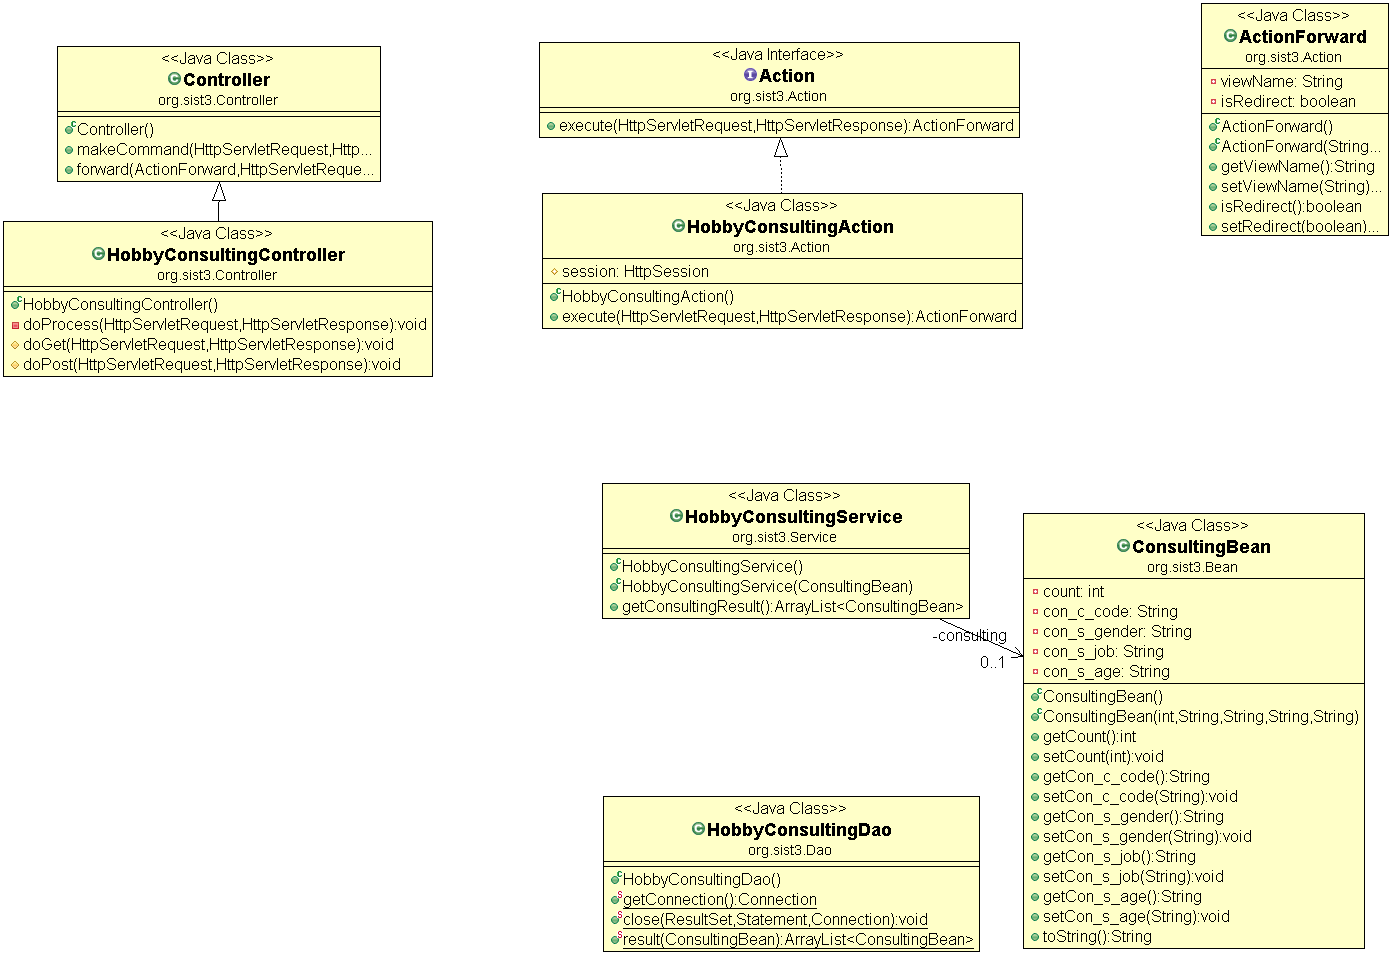 <<Java Class>>
Controller
org.sist3.Controller
Controller()
makeCommand(HttpServletRequest,Http...
forward(ActionForward,HttpServletReque...
<<Java Class>>
HobbyConsultingController
org.sist3.Controller
HobbyConsultingController()
doProcess(HttpServletRequest,HttpServletResponse):void
doGet(HttpServletRequest,HttpServletResponse):void
doPost(HttpServletRequest,HttpServletResponse):void
<<Java Interface>>
Action
org.sist3.Action
execute(HttpServletRequest,HttpServletResponse):ActionForward
<<Java Class>>
HobbyConsultingAction
org.sist3.Action
session: HttpSession
HobbyConsultingAction()
execute(HttpServletRequest,HttpServletResponse):ActionForward
<<Java Class>>
ActionForward
org.sist3.Action
viewName: String
isRedirect: boolean
ActionForward()
ActionForward(String...
getViewName():String
setViewName(String)...
isRedirect():boolean
setRedirect(boolean)...
<<Java Class>>
HobbyConsultingService
org.sist3.Service
HobbyConsultingService()
HobbyConsultingService(ConsultingBean)
getConsultingResult():ArrayList<ConsultingBean>
-consulting
0..1
<<Java Class>>
ConsultingBean
org.sist3.Bean
count: int
con_c_code: String
con_s_gender: String
con_s_job: String
con_s_age: String
ConsultingBean()
ConsultingBean(int,String,String,String,String)
getCount():int
setCount(int):void
getCon_c_code():String
setCon_c_code(String):void
getCon_s_gender():String
setCon_s_gender(String):void
getCon_s_job():String
setCon_s_job(String):void
getCon_s_age():String
setCon_s_age(String):void
toString():String
<<Java Class>>
HobbyConsultingDao
org.sist3.Dao
HobbyConsultingDao()
getConnection():Connection
close(ResultSet,Statement,Connection):void
result(ConsultingBean):ArrayList<ConsultingBean>